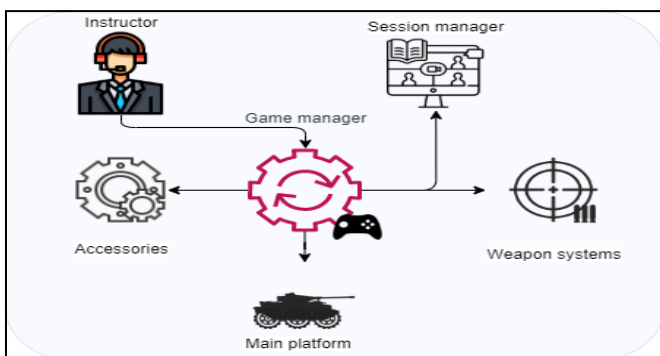 Instructor
Session manager
Game manager
Accessories
Weapon systems
Main platform